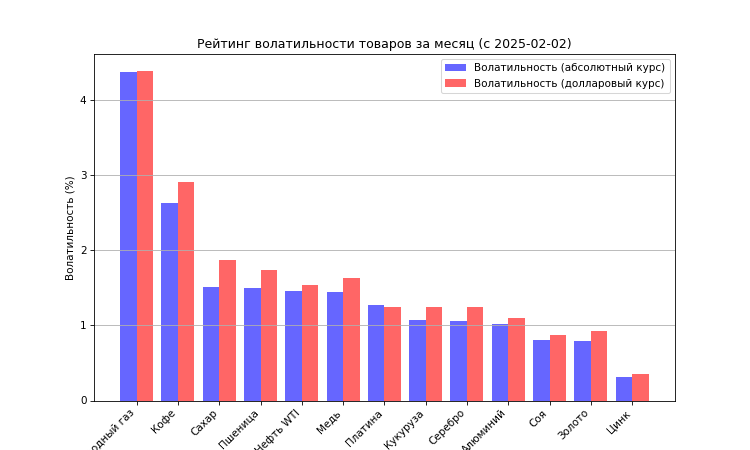 Рейтинг волатильности товаров за месяц (с 2025-02-02)
Волатильность (абсолютный курс)
Волатильность (долларовый курс)
Волатильность (%)
4
3
2
1
0
одный газ
Кофе
Сахар
Пшеница
Нефть WTI
Медь
Платина
Кукуруза
Серебро
Алюминий
Соя
Золото
Цинк